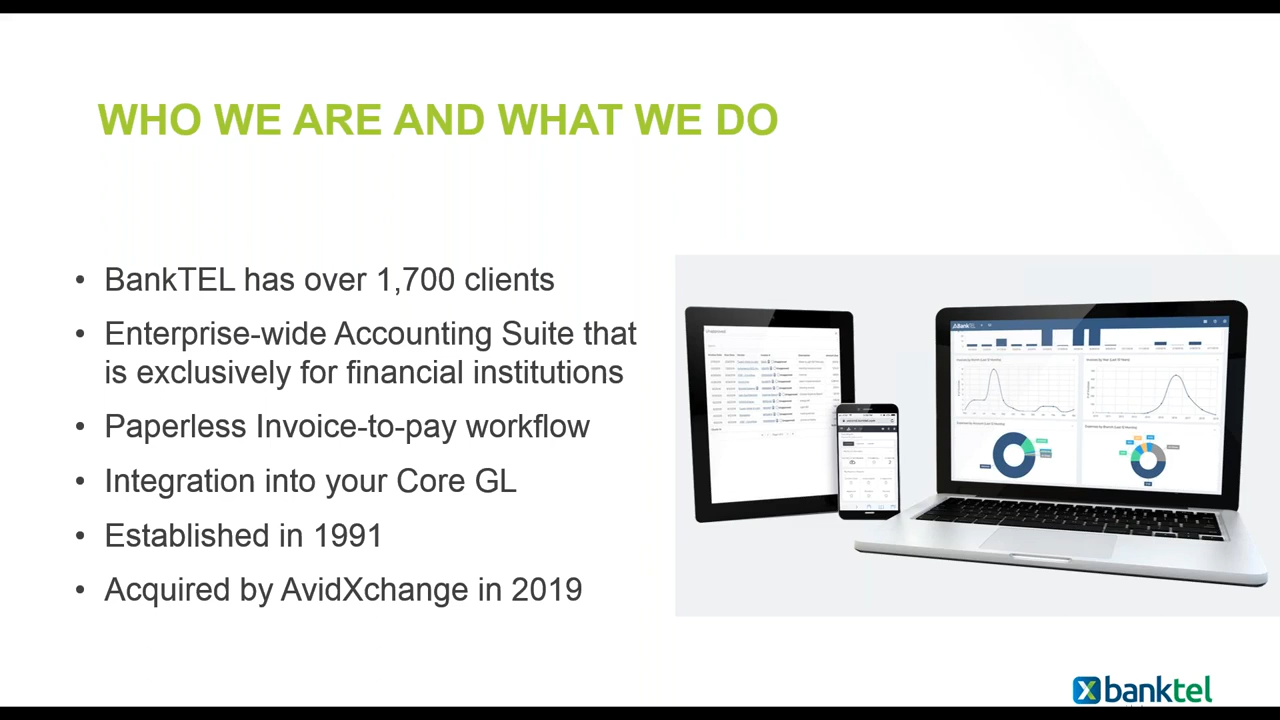 WHO WE ARE AND WHAT WE DO
• BankTEL has over 1,700 clients
• Enterprise-wide Accounting Suite that
is exclusively for financial institutions
• Paperless Invoice-to-pay workflow
• Integration into your Core GL
• Established in 1991
• Acquired by AvidXchange in 2019
X banktel